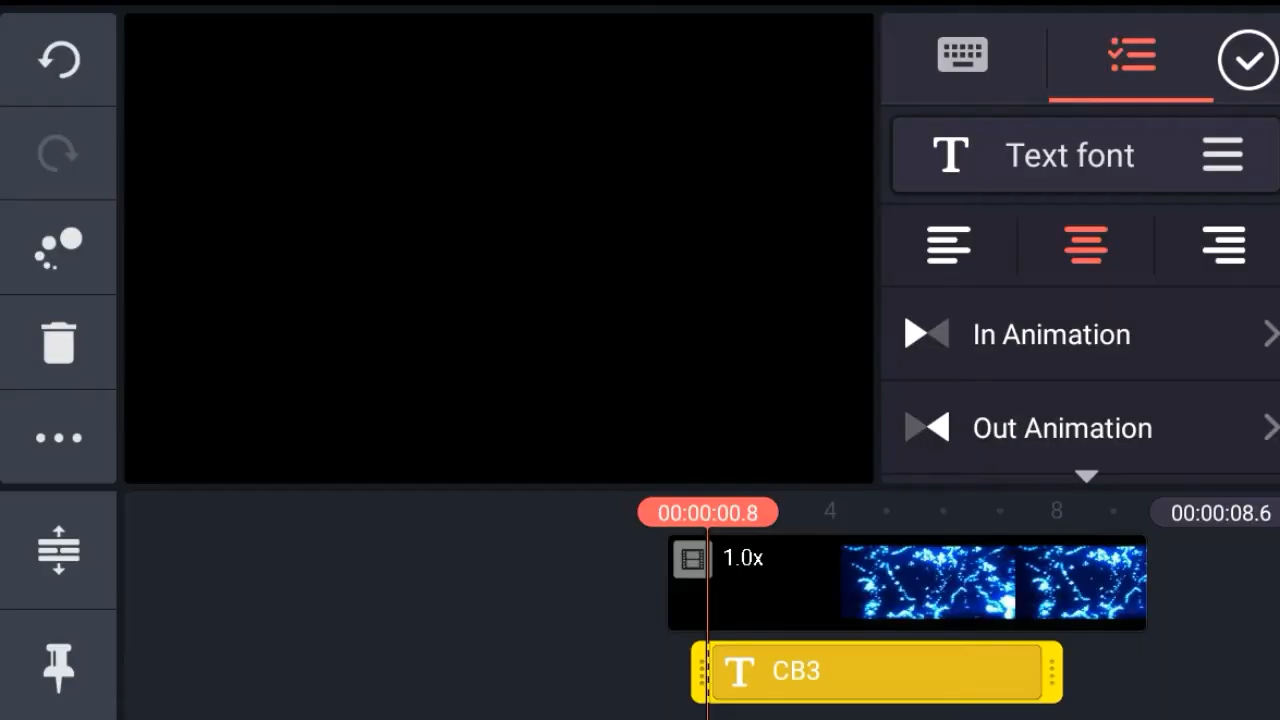 Text font
In Animation
Out Animation
00:00:00.8
4
8
00:00:08.6
1.0x
T CB3